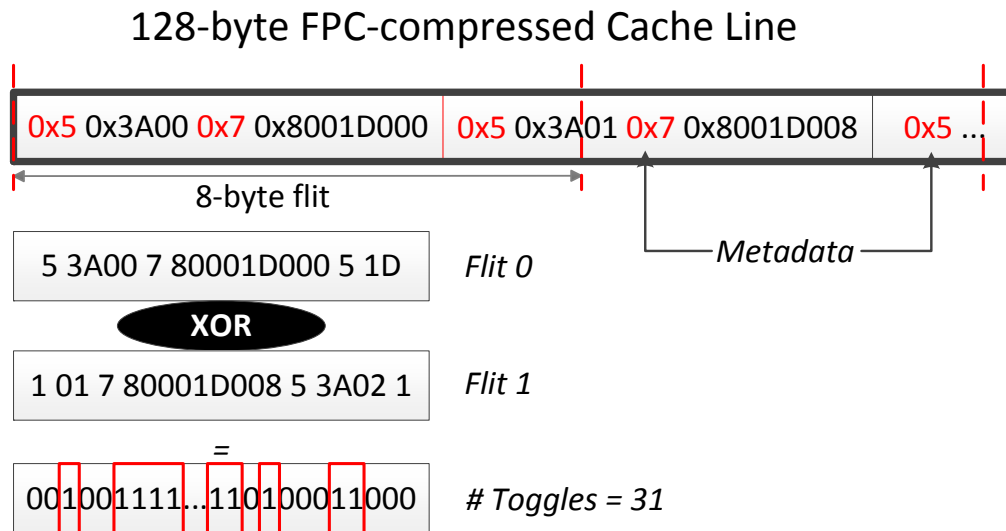 128-byte FPC-compressed Cache Line
0x5 0x3A00 0x7 0x8001D000 0x5 0x3A01 0x7 0x8001D008 0x5 ...
8-byte flit
Metadata
5 3A00 7 80001D000 5 1D Flit 0
XOR
1 01 7 80001D008 5 3A02 1 Flit 1
=
001001111...110100011000 # Toggles = 31